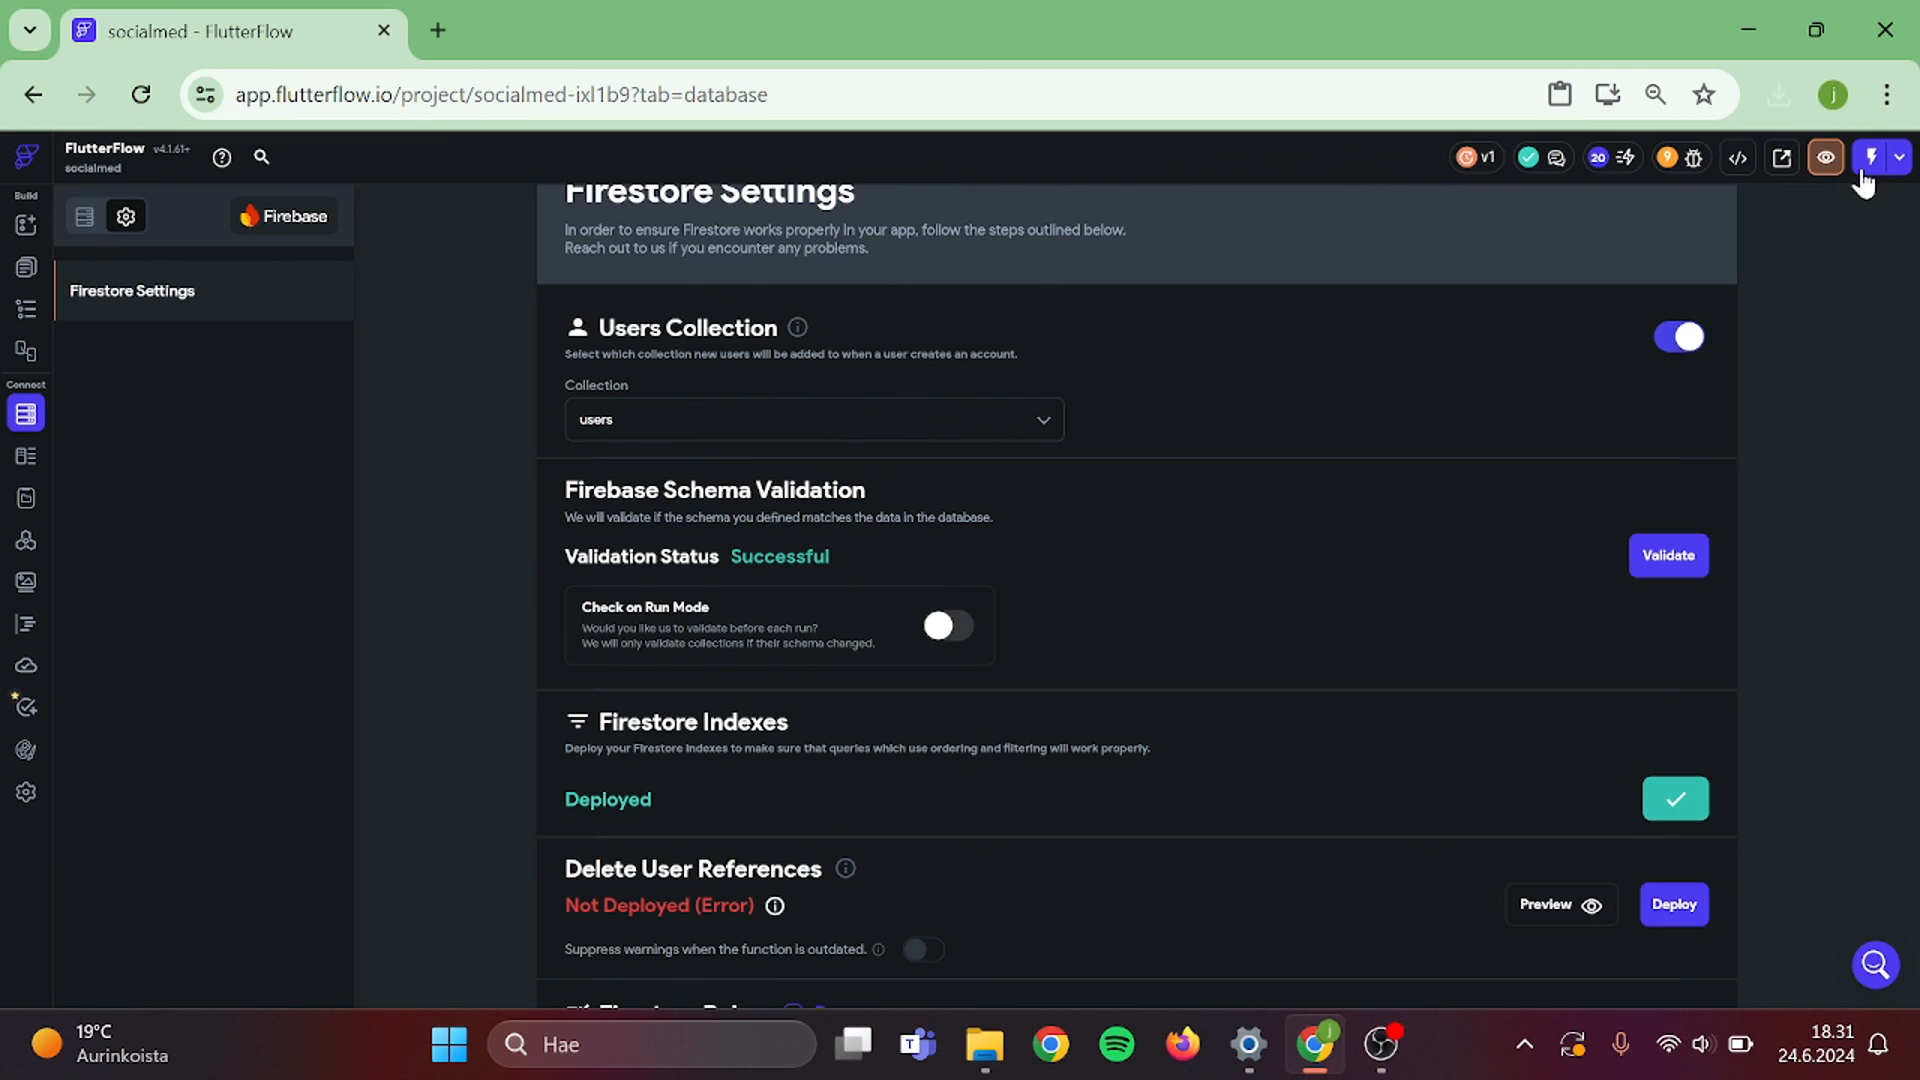 socialmed - FlutterFlow
app.flutterflow.io/project/socialmed-ixl1b9?tab=database
j
FlutterFlow v4.1.61+
socialmed
v1
20
9
Build
Firebase
Firestore Settings
Connect
Firestore Settings
In order to ensure Firestore works properly in your app, follow the steps outlined below.
Reach out to us if you encounter any problems.
Users Collection
Select which collection new users will be added to when a user creates an account.
Collection
users
Firebase Schema Validation
We will validate if the schema you defined matches the data in the database.
Validation Status Successful
Validate
Check on Run Mode
Would you like us to validate before each run?
We will only validate collections if their schema changed.
Firestore Indexes
Deploy your Firestore indexes to make sure that queries which use ordering and filtering will work properly.
Deployed
Delete User References
Not Deployed (Error)
Preview
Deploy
Suppress warnings when the function is outdated.
19°C
Aurinkoista
Hae
18.31
24.6.2024